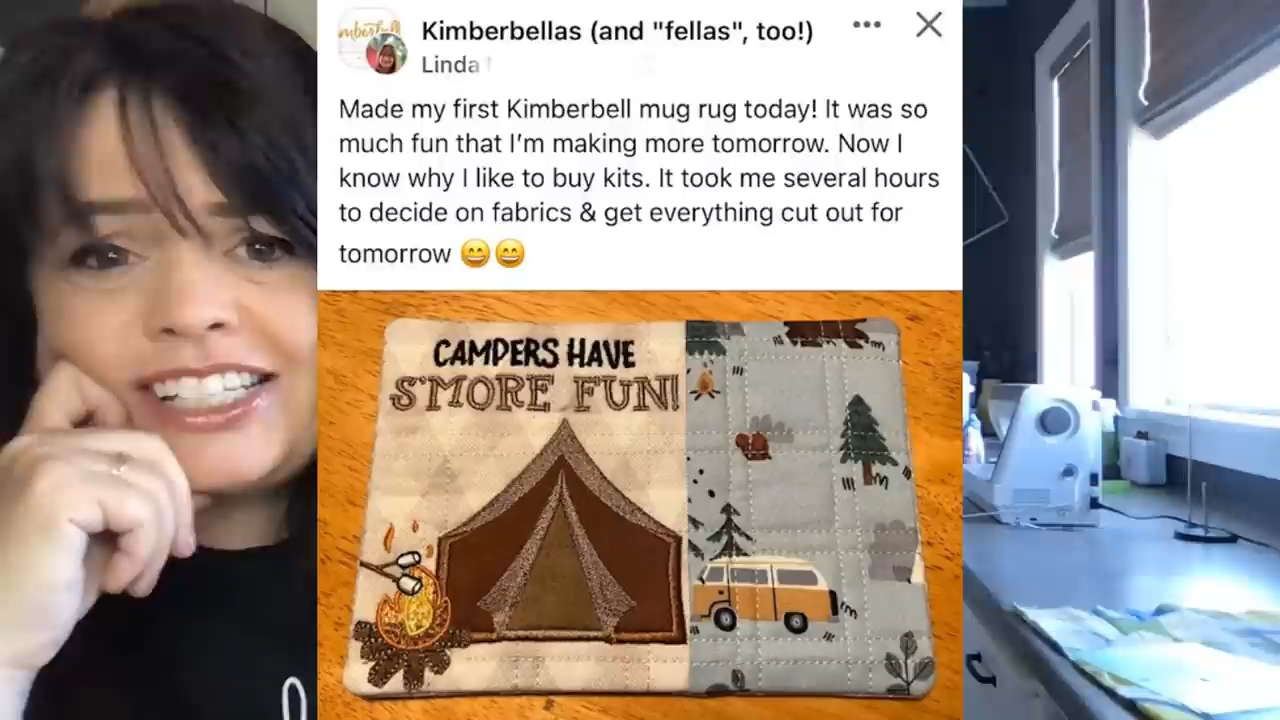 Kimberbellas (and "fellas", too!)
Linda
Made my first Kimberbell mug rug today! It was so
much fun that I'm making more tomorrow. Now I
know why I like to buy kits. It took me several hours
to decide on fabrics & get everything cut out for
tomorrow 😄😄
CAMPERS HAVE
S'MORE FUN!